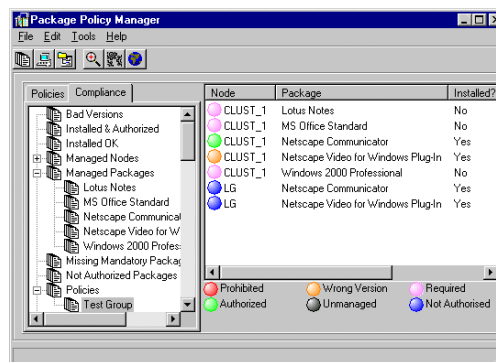 Package Policy Manager
File Edit Tools Help
Policies Compliance
Bad Versions
Installed & Authorized
Installed OK
Managed Nodes
Managed Packages
Lotus Notes
MS Office Standard
Netscape Communicat
Netscape Video for W
Windows 2000 Profes:
Missing Mandatory Packag
Not Authorized Packages
Policies
Test Group
Node Package Installed?
CLUST_1 Lotus Notes No
CLUST_1 MS Office Standard No
CLUST_1 Netscape Communicator Yes
CLUST_1 Netscape Video for Windows Plug-In Yes
CLUST_1 Windows 2000 Professional No
LG Netscape Communicator Yes
LG Netscape Video for Windows Plug-In Yes
Prohibited Wrong Version Required
Authorized Unmanaged Not Authorised